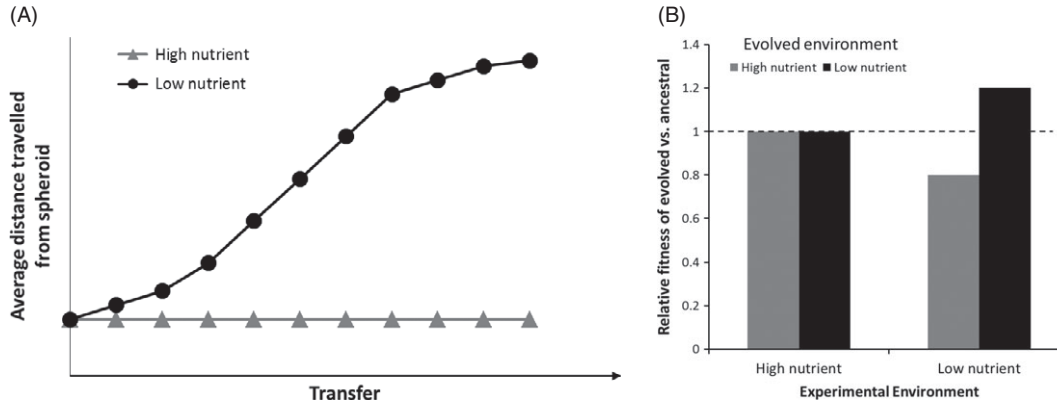 (A)
High nutrient
Low nutrient
Average distance travelled
from spheroid
Transfer
(B)
Relative fitness of evolved vs. ancestral
1.4
1.2
1
0.8
0.6
0.4
0.2
0
Evolved environment
High nutrient Low nutrient
High nutrient Low nutrient
Experimental Environment